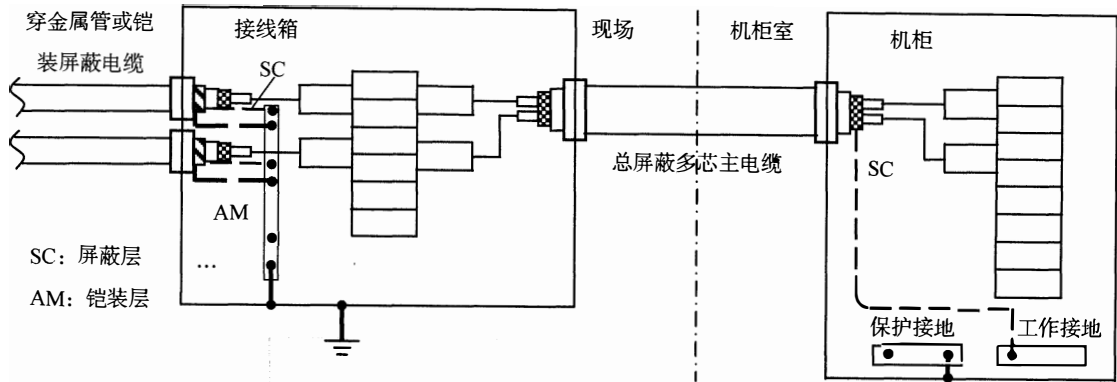 穿金属管或铠
装屏蔽电缆
接线箱
SC
现场
机柜室
机柜
总屏蔽多芯主电缆
SC
AM
SC：屏蔽层
…
AM：铠装层
保护接地
工作接地